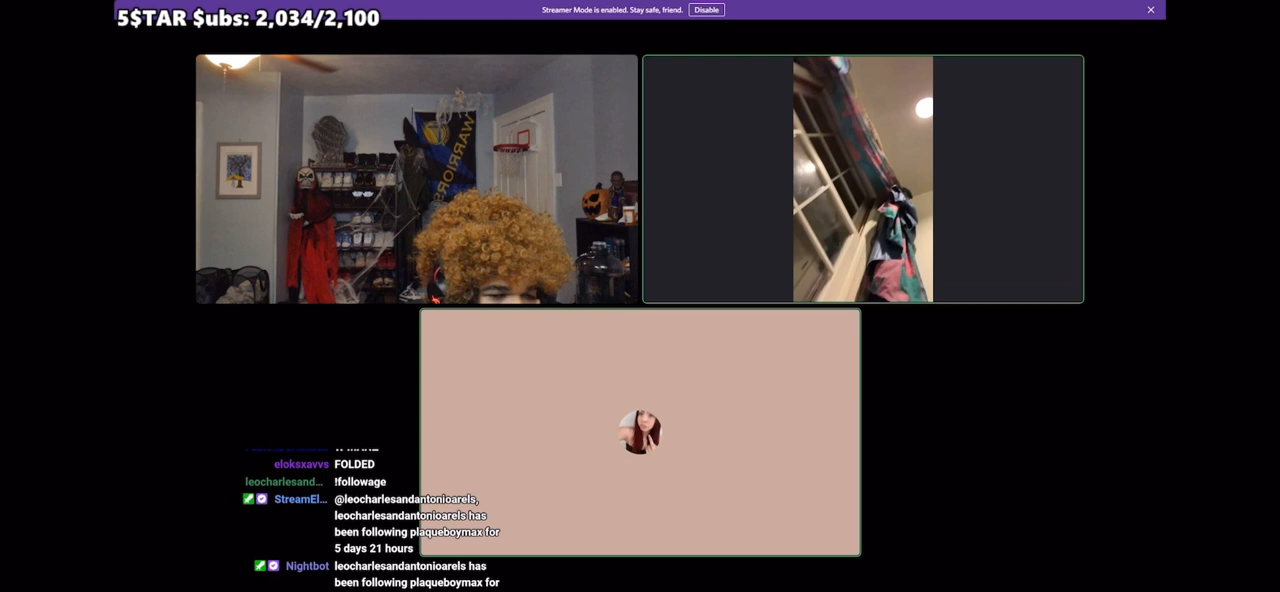 5$TAR $ubs: 2,034/2,100
Streamer Mode is enabled. Stay safe, friend. Disable
WARRIORS
eloksxavvs FOLDED
leocharlesand... !followage
StreamEl... @leocharlesandantonioarels,
leocharlesandantonioarels has
been following plaqueboymax for
5 days 21 hours
Nightbot leocharlesandantonioarels has
been following plaqueboymax for